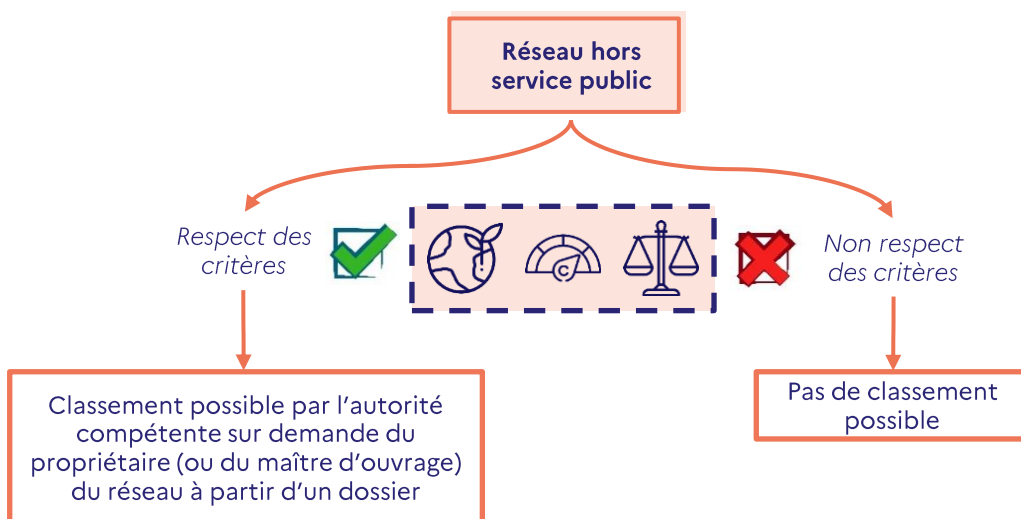 Réseau hors
service public
Respect des
critères
C
Non respect
des critères
Classement possible par l’autorité
compétente sur demande du
propriétaire (ou du maître d’ouvrage)
du réseau à partir d’un dossier
Pas de classement
possible